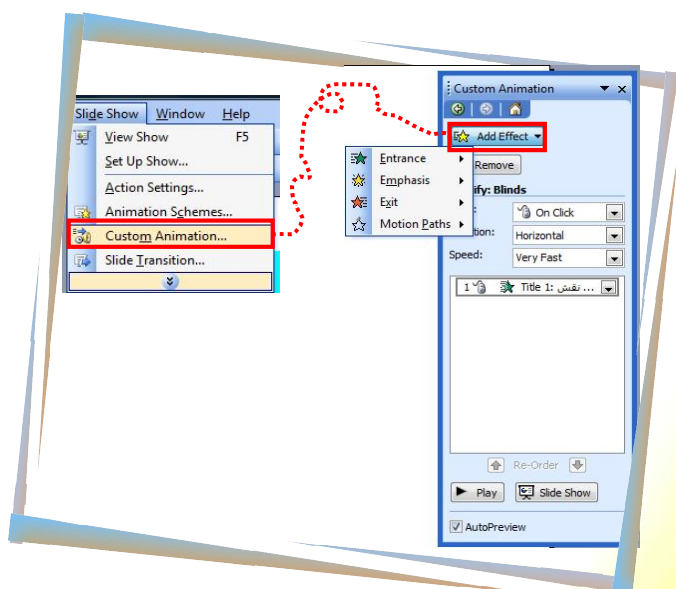 Slide Show Window Help
View Show F5
Set Up Show...
Action Settings...
Animation Schemes...
Custom Animation...
Slide Transition...
Custom Animation
Add Effect
Entrance
Emphasis
Exit
Motion Paths
Remove
ify: Blinds
:
On Click
tion:
Horizontal
Speed:
Very Fast
1 Title 1: نقش ...
Re-Order
Play Slide Show
AutoPreview